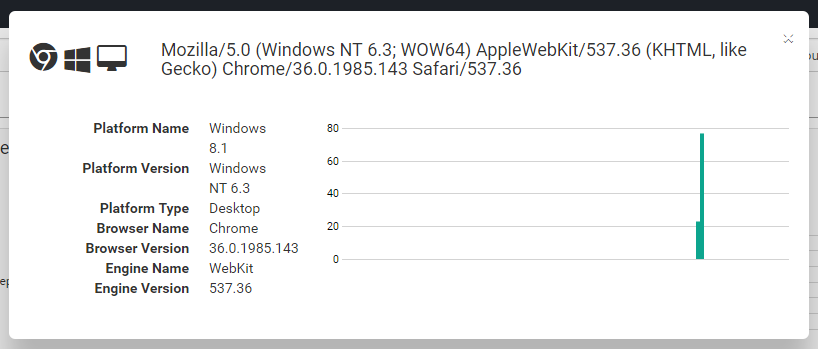 Mozilla/5.0 (Windows NT 6.3; WOW64) AppleWebKit/537.36 (KHTML, like
Gecko) Chrome/36.0.1985.143 Safari/537.36
Platform Name Windows
8.1
Platform Version Windows
NT 6.3
Platform Type Desktop
Browser Name Chrome
Browser Version 36.0.1985.143
Engine Name WebKit
Engine Version 537.36
80
60
40
20
0